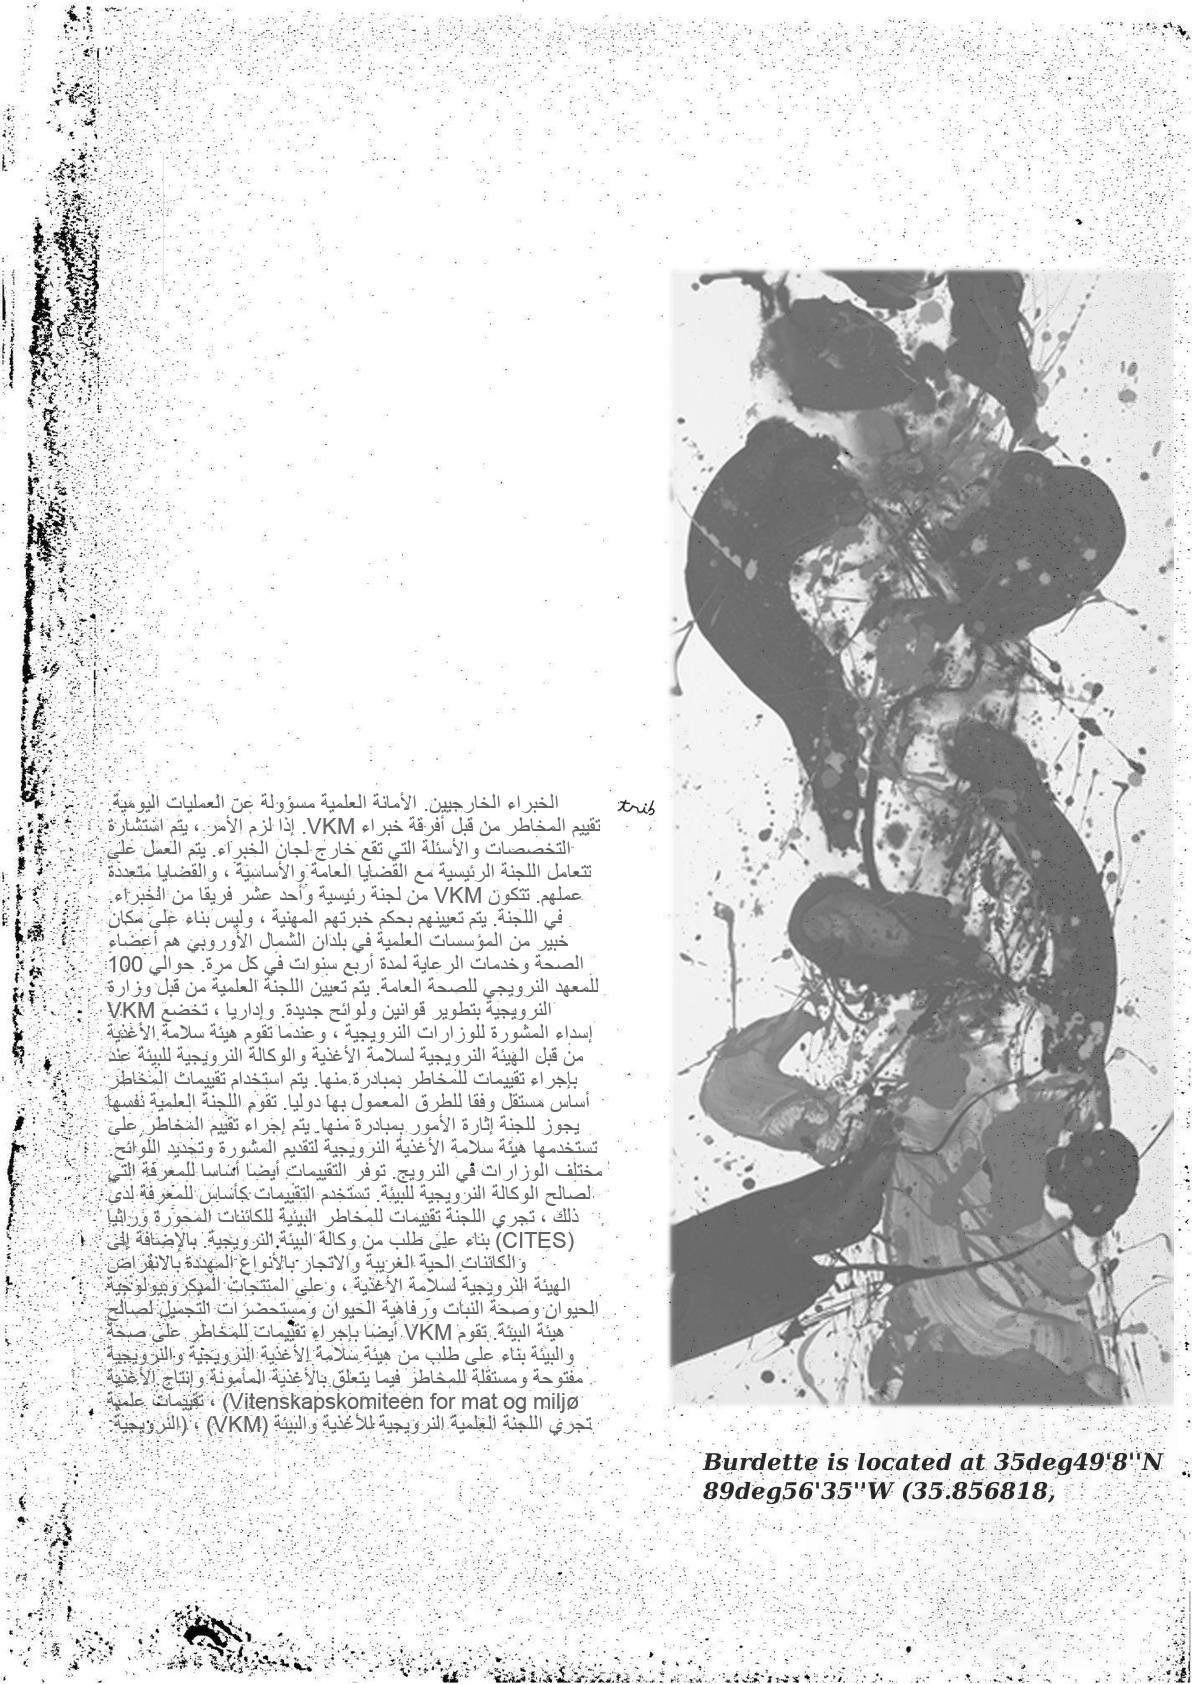 الخبراء الخارجيين. الأمانة العلمية مسؤولة عن العمليات اليومية.
تقييم المخاطر من قبل أفرقة خبراء VKM. إذا لزم الأمر ، يتم استشارة
التخصصات والأسئلة التي تقع خارج لجان الخبراء. يتم العمل على
تتعامل اللجنة الرئيسية مع القضايا العامة والأساسية ، والقضايا متعددة
عملهم. تتكون VKM من لجنة رئيسية وأحد عشر فريقا من الخبراء.
في اللجنة. يتم تعيينهم بحكم خبرتهم المهنية ، وليس بناء على مكان
خبير من المؤسسات العلمية في بلدان الشمال الأوروبي هم أعضاء
الصحة وخدمات الرعاية لمدة أربع سنوات في كل مرة. حوالي 100
للمعهد النرويجي للصحة العامة. يتم تعيين اللجنة العلمية من قبل وزارة
النرويجية بتطوير قوانين ولوائح جديدة. وإداريا ، تخضع VKM
إسداء المشورة للوزارات النرويجية ، وعندما تقوم هيئة سلامة الأغذية
من قبل الهيئة النرويجية لسلامة الأغذية والوكالة النرويجية للبيئة عند
بإجراء تقييمات للمخاطر بمبادرة منها. يتم استخدام تقييمات المخاطر
أساس مستقل وفقا للطرق المعمول بها دوليا. تقوم اللجنة العلمية نفسها
يجوز للجنة إثارة الأمور بمبادرة منها. يتم إجراء تقييم المخاطر على
تستخدمها هيئة سلامة الأغذية النرويجية لتقديم المشورة وتجديد اللوائح.
مختلف الوزارات في النرويج. توفر التقييمات أيضا أساسا للمعرفة التي
لصالح الوكالة النرويجية للبيئة. تستخدم التقييمات كأساس للمعرفة لدى
ذلك ، تجري اللجنة تقييمات للمخاطر البيئية للكائنات المحورة وراثيا
(CITES) بناء على طلب من وكالة البيئة النرويجية. بالإضافة إلى
والكائنات الحية الغريبة والاتجار بالأنواع المهددة بالانقراض
الهيئة النرويجية لسلامة الأغذية ، وعلى المنتجات الميكروبيولوجية
الحيوان وصحة النبات ورفاهية الحيوان ومستحضرات التجميل لصالح
هيئة البيئة. تقوم VKM أيضا بإجراء تقييمات للمخاطر على صحة
والبيئة بناء على طلب من هيئة سلامة الأغذية النرويجية والنرويجية
مفتوحة ومستقلة للمخاطر فيما يتعلق بالأغذية المأمونة وإنتاج الأغذية
Vitenskapskomiteen for mat og miljø) ، تقييمات علمية
تجري اللجنة العلمية النرويجية للأغذية والبيئة (VKM) ، (النرويجية:
trib
Burdette is located at 35deg49'8''N
89deg56'35''W (35.856818,